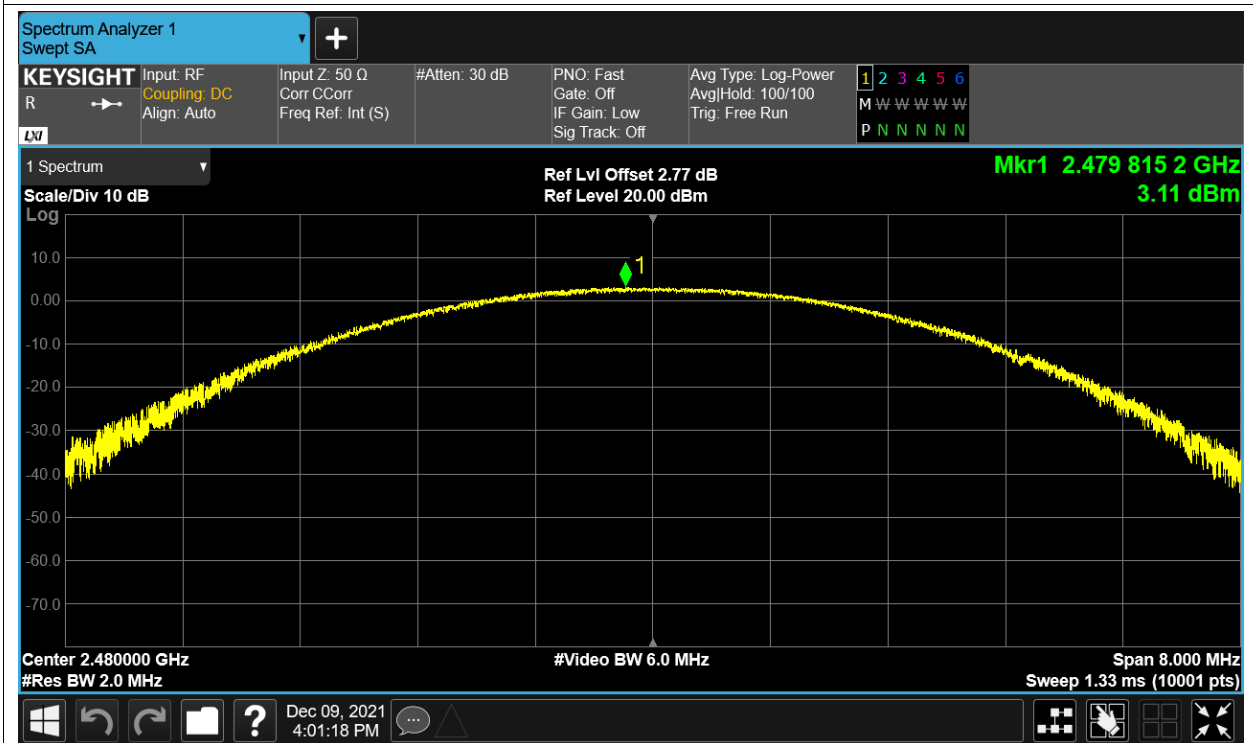 Spectrum Analyzer 1
Swept SA
+
KEYSIGHT
R
LXI
Input: RF
Coupling: DC
Align: Auto
Input Z: 50 Ω
Corr CCorr
Freq Ref: Int (S)
#Atten: 30 dB
PNO: Fast
Gate: Off
IF Gain: Low
Sig Track: Off
Avg Type: Log-Power
Avg|Hold: 100/100
Trig: Free Run
1 2 3 4 5 6
M W W W W W
P N N N N N
1 Spectrum
Scale/Div 10 dB
Log
Ref Lvl Offset 2.77 dB
Ref Level 20.00 dBm
Mkr1 2.479 815 2 GHz
3.11 dBm
1
10.0
0.00
-10.0
-20.0
-30.0
-40.0
-50.0
-60.0
-70.0
Center 2.480000 GHz
#Res BW 2.0 MHz
#Video BW 6.0 MHz
Span 8.000 MHz
Sweep 1.33 ms (10001 pts)
?
Dec 09, 2021
4:01:18 PM